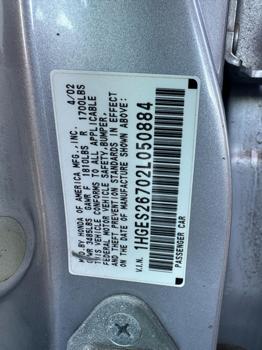 MFD. BY HONDA OF AMERICA MFG., INC. 4/02
GVWR 3485LBS GAWR F 1810LBS R 1700LBS
THIS VEHICLE CONFORMS TO ALL APPLICABLE
FEDERAL MOTOR VEHICLE SAFETY, BUMPER,
AND THEFT PREVENTION STANDARDS IN EFFECT
ON THE DATE OF MANUFACTURE SHOWN ABOVE.
V.I.N. 1HGES26702L050884
PASSENGER CAR